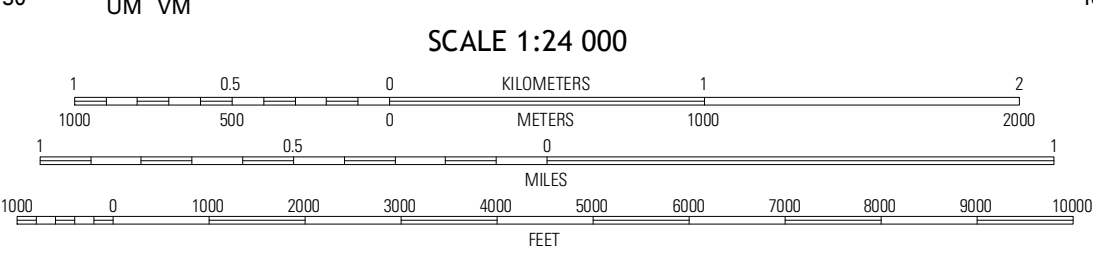 UM VM
SCALE 1:24 000
1 0.5 0 KILOMETERS 1 2
1000 500 0 METERS 1000 2000
1 0.5 0 1
MILES
1000 0 1000 2000 3000 4000 5000 6000 7000 8000 9000 10000
FEET